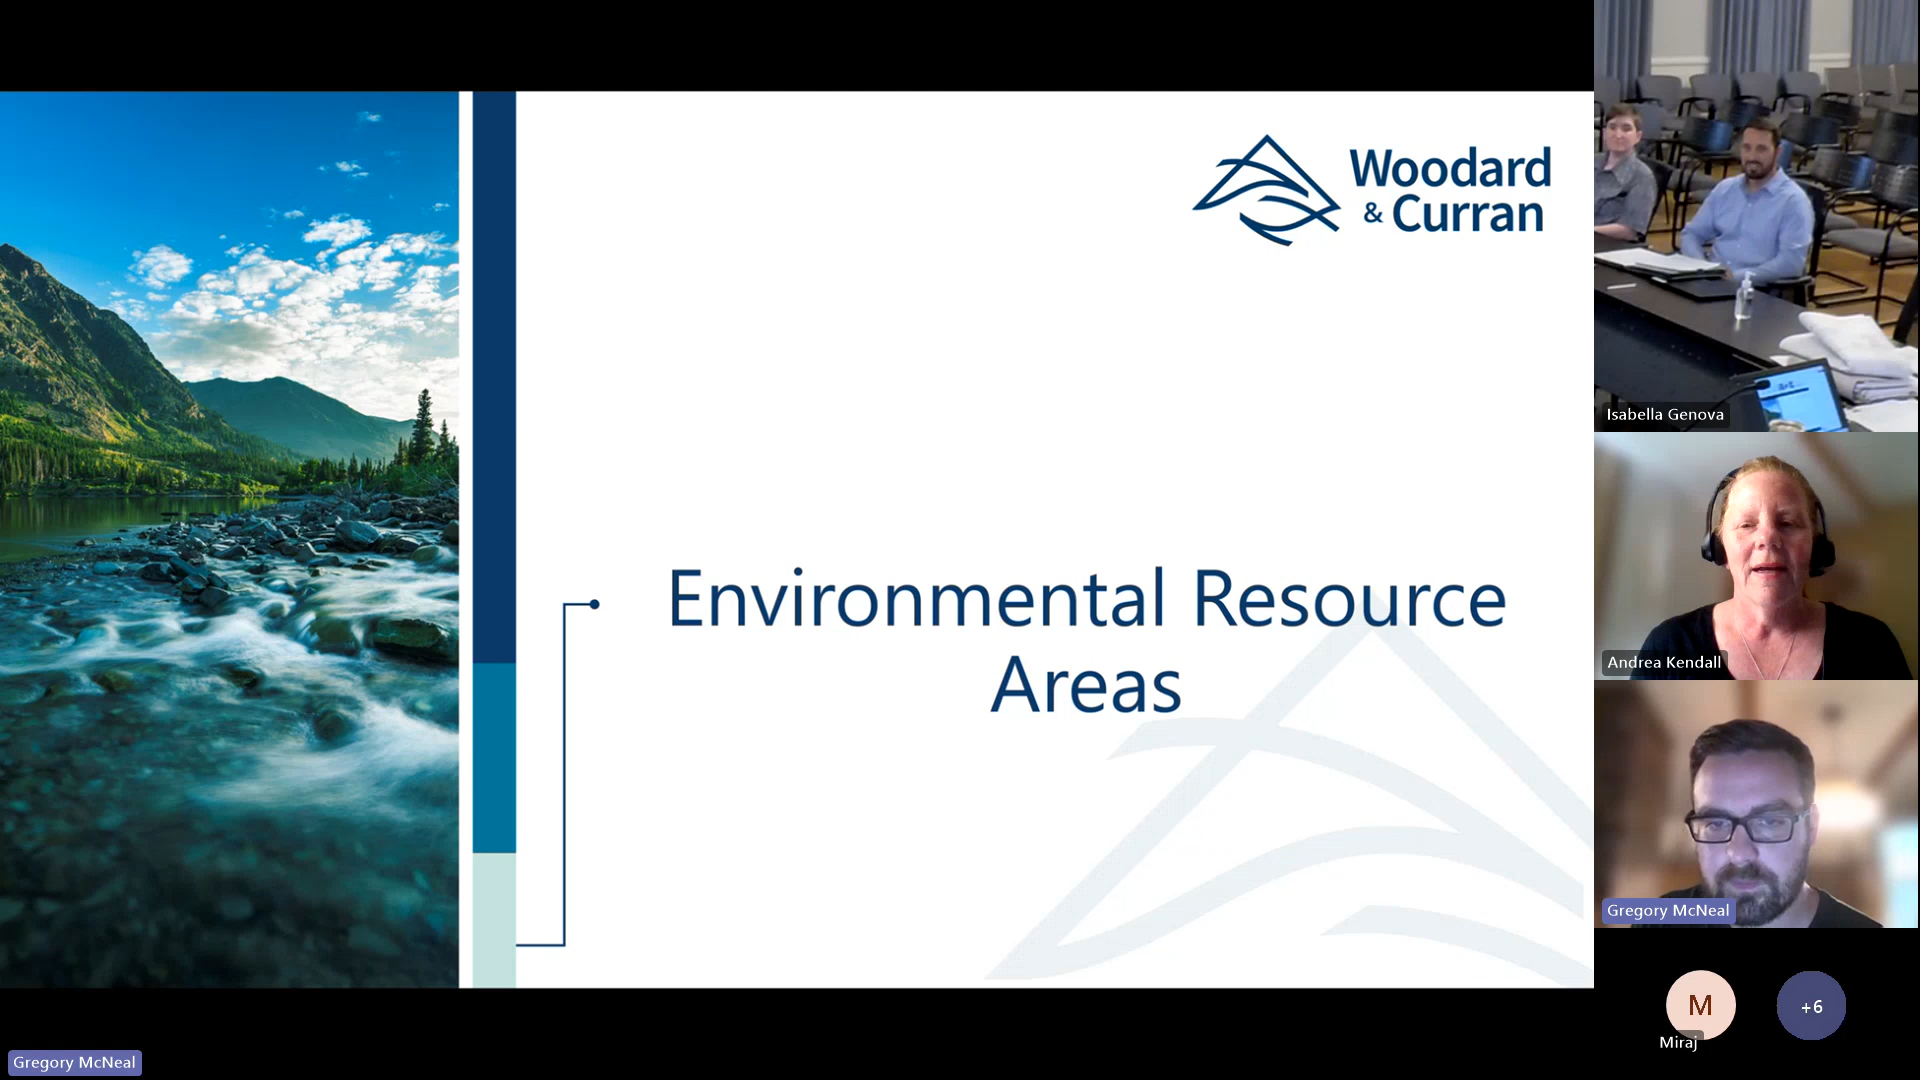 Woodard
& Curran
Environmental Resource
Areas
Isabella Genova
Andrea Kendall
Gregory McNeal
M
+6
Miraj
Gregory McNeal